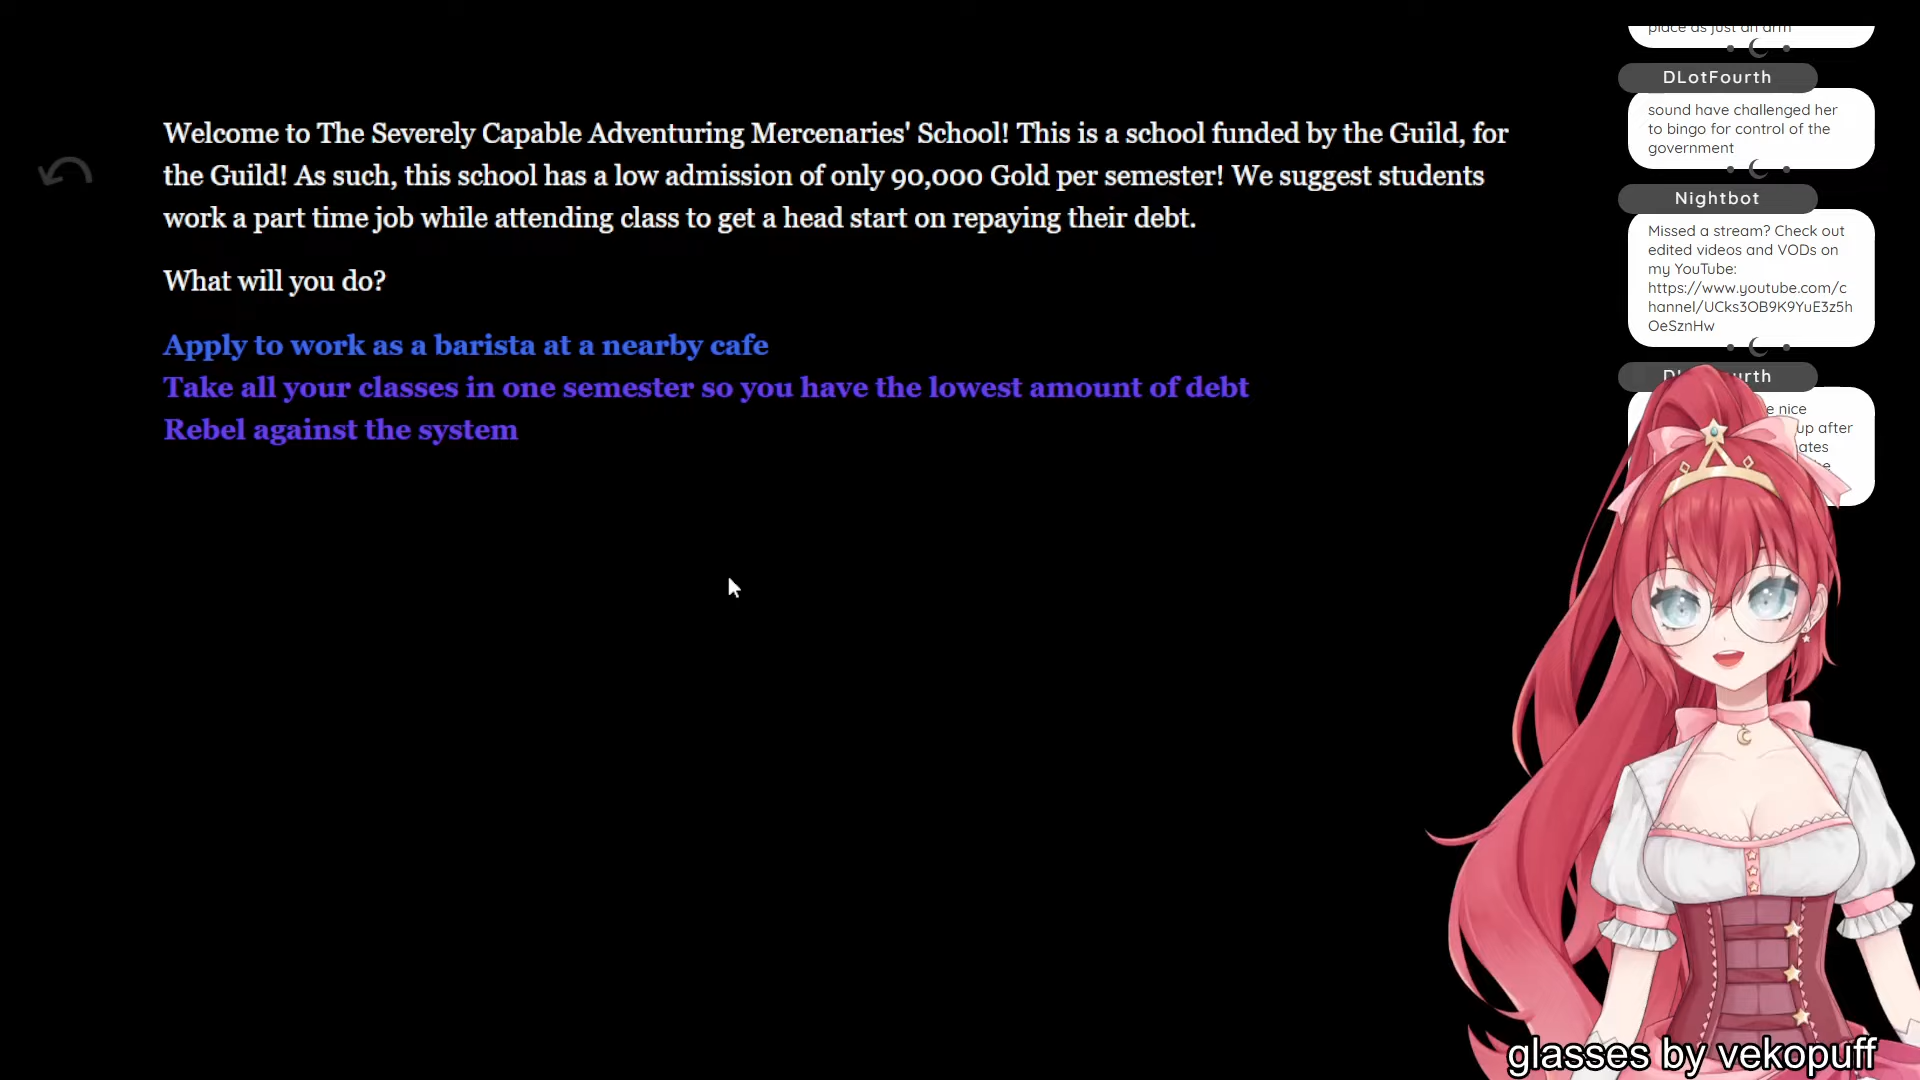 Welcome to The Severely Capable Adventuring Mercenaries' School! This is a school funded by the Guild, for
the Guild! As such, this school has a low admission of only 90,000 Gold per semester! We suggest students
work a part time job while attending class to get a head start on repaying their debt.
What will you do?
Apply to work as a barista at a nearby cafe
Take all your classes in one semester so you have the lowest amount of debt
Rebel against the system
place as just an arm
DLotFourth
sound have challenged her
to bingo for control of the
government
Nightbot
Missed a stream? Check out
edited videos and VODs on
my YouTube:
https://www.youtube.com/c
hannel/UCks3OB9K9YuE3z5h
OeSznHw
nice
up after
glasses by vekopuff